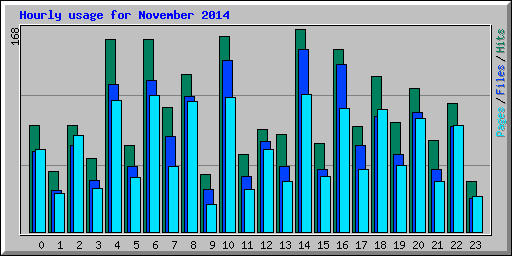 Hourly usage for November 2014
168
0 1 2 3 4 5 6 7 8 9 10 11 12 13 14 15 16 17 18 19 20 21 22 23
Pages / Files / Hits